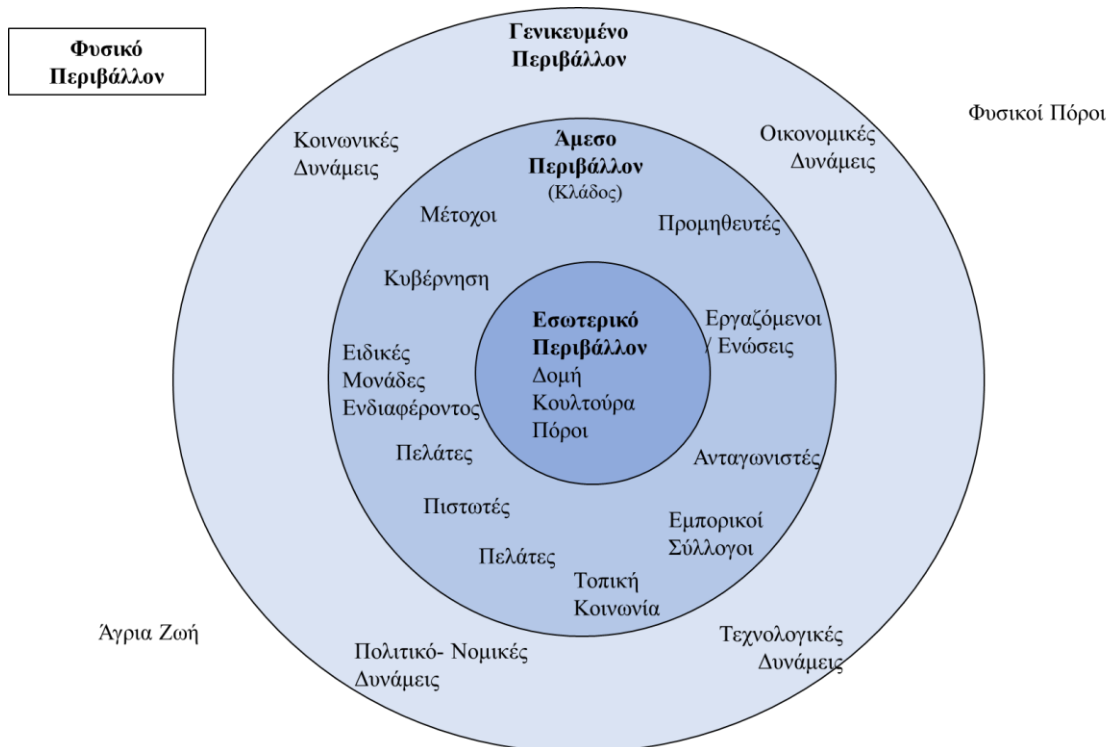 Φυσικό
Περιβάλλον
Γενικευμένο
Περιβάλλον
Φυσικοί Πόροι
Κοινωνικές
Δυνάμεις
Οικονομικές
Δυνάμεις
Άμεσο
Περιβάλλον
(Κλάδος)
Μέτοχοι
Προμηθευτές
Κυβέρνηση
Εργαζόμενοι
/ Ενώσεις
Εσωτερικό
Περιβάλλον
Δομή
Κουλτούρα
Πόροι
Ειδικές
Μονάδες
Ενδιαφέροντος
Πελάτες
Ανταγωνιστές
Πιστωτές
Εμπορικοί
Σύλλογοι
Πελάτες
Τοπική
Κοινωνία
Άγρια Ζωή
Πολιτικό- Νομικές
Δυνάμεις
Τεχνολογικές
Δυνάμεις